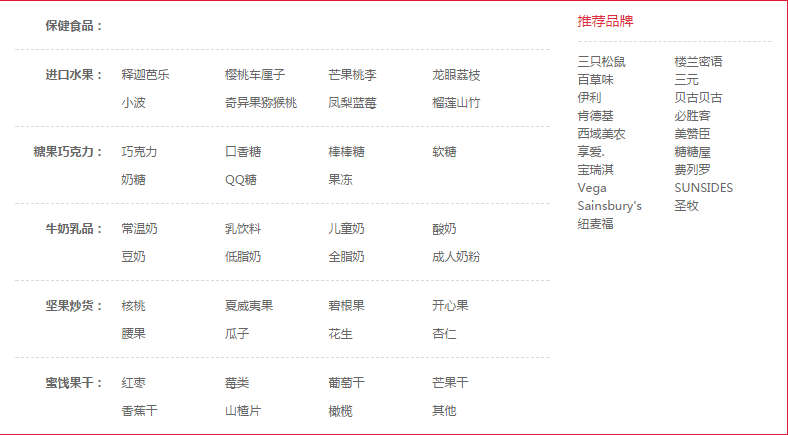 保健食品：
进口水果： 释迦芭乐 樱桃车厘子 芒果桃李 龙眼荔枝
小波 奇异果猕猴桃 凤梨蓝莓 榴莲山竹
糖果巧克力： 巧克力 口香糖 棒棒糖 软糖
奶糖 QQ糖 果冻
牛奶乳品： 常温奶 乳饮料 儿童奶 酸奶
豆奶 低脂奶 全脂奶 成人奶粉
坚果炒货： 核桃 夏威夷果 碧根果 开心果
腰果 瓜子 花生 杏仁
蜜饯果干： 红枣 莓类 葡萄干 芒果干
香蕉干 山楂片 橄榄 其他
推荐品牌
三只松鼠 楼兰密语
百草味 三元
伊利 贝古贝古
肯德基 必胜客
西域美农 美赞臣
享爱. 糖糖屋
宝瑞淇 费列罗
Vega SUNSIDES
Sainsbury's 圣牧
纽麦福